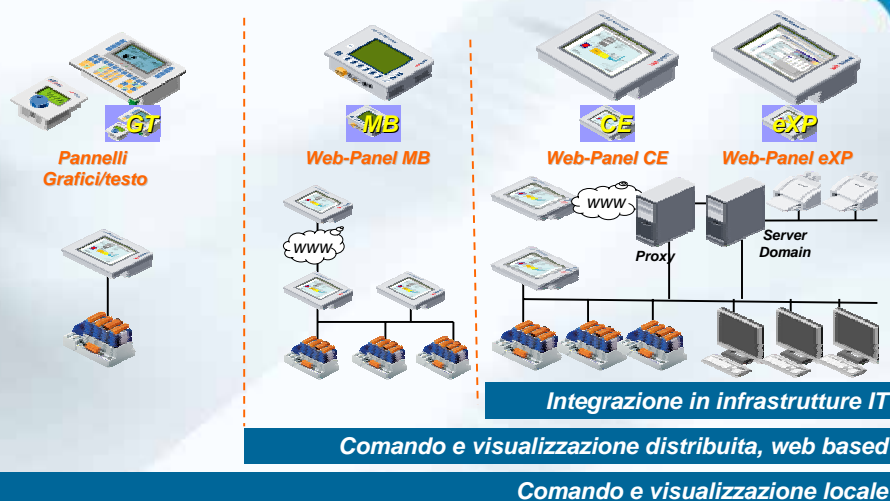 GT
MB
CE
eXP
Pannelli
Grafici/testo
Web-Panel MB
Web-Panel CE
Web-Panel eXP
WWW
WWW
Proxy
Server
Domain
Integrazione in infrastrutture IT
Comando e visualizzazione distribuita, web based
Comando e visualizzazione locale